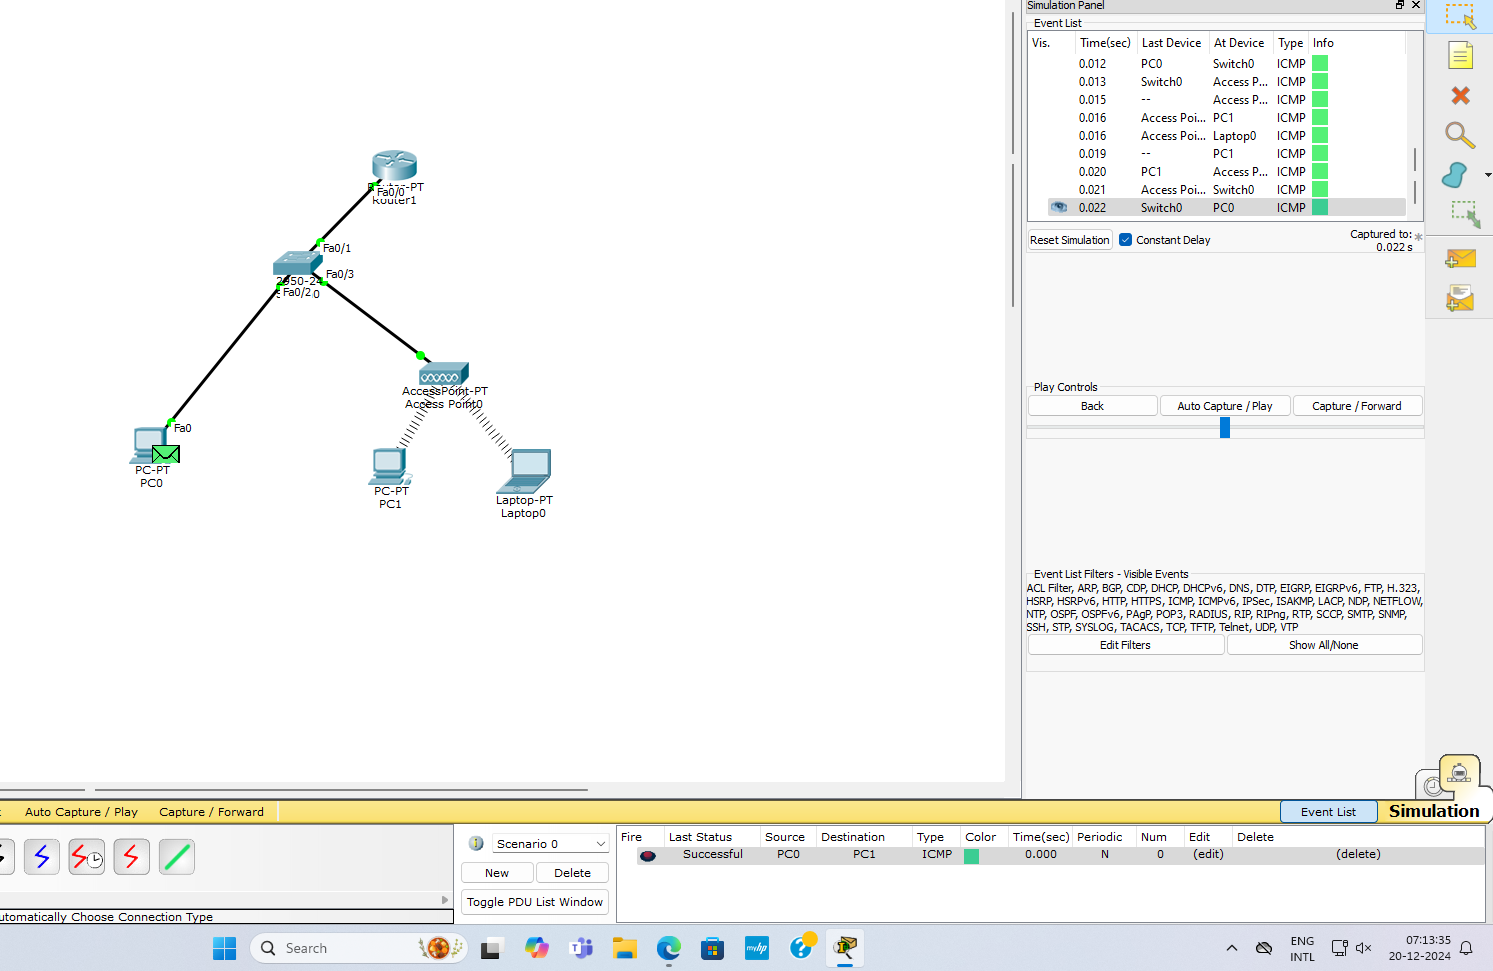 Simulation Panel
Event List
Vis. Time(sec) Last Device At Device Type Info
0.012 PC0 Switch0 ICMP
0.013 Switch0 Access P... ICMP
0.015 -- Access P... ICMP
0.016 Access Poi... PC1 ICMP
0.016 Access Poi... Laptop0 ICMP
0.019 -- PC1 ICMP
0.020 PC1 Access P... ICMP
0.021 Access Poi... Switch0 ICMP
0.022 Switch0 PC0 ICMP
Reset Simulation Constant Delay Captured to: *
0.022 s
Play Controls
Back Auto Capture / Play Capture / Forward
Event List Filters - Visible Events
ACL Filter, ARP, BGP, CDP, DHCP, DHCPv6, DNS, DTP, EIGRP, EIGRPv6, FTP, H.323,
HSRP, HSRPv6, HTTP, HTTPS, ICMP, ICMPv6, IPSec, ISAKMP, LACP, NDP, NETFLOW,
NTP, OSPF, OSPFv6, PAgP, POP3, RADIUS, RIP, RIPng, RTP, SCCP, SMTP, SNMP,
SSH, STP, SYSLOG, TACACS, TCP, TFTP, Telnet, UDP, VTP
Edit Filters Show All/None
Fa0/0
Router1
Fa0/1
Fa0/3
2950-24
Fa0/2
AccessPoint-PT
Access Point0
Fa0
PC-PT
PC0
PC-PT
PC1
Laptop-PT
Laptop0
Auto Capture / Play Capture / Forward
Event List Simulation
Scenario 0
New Delete
Toggle PDU List Window
Fire Last Status Source Destination Type Color Time(sec) Periodic Num Edit Delete
Successful PC0 PC1 ICMP 0.000 N 0 (edit) (delete)
utomatically Choose Connection Type
Search
myhp
ENG
INTL
07:13:35
20-12-2024